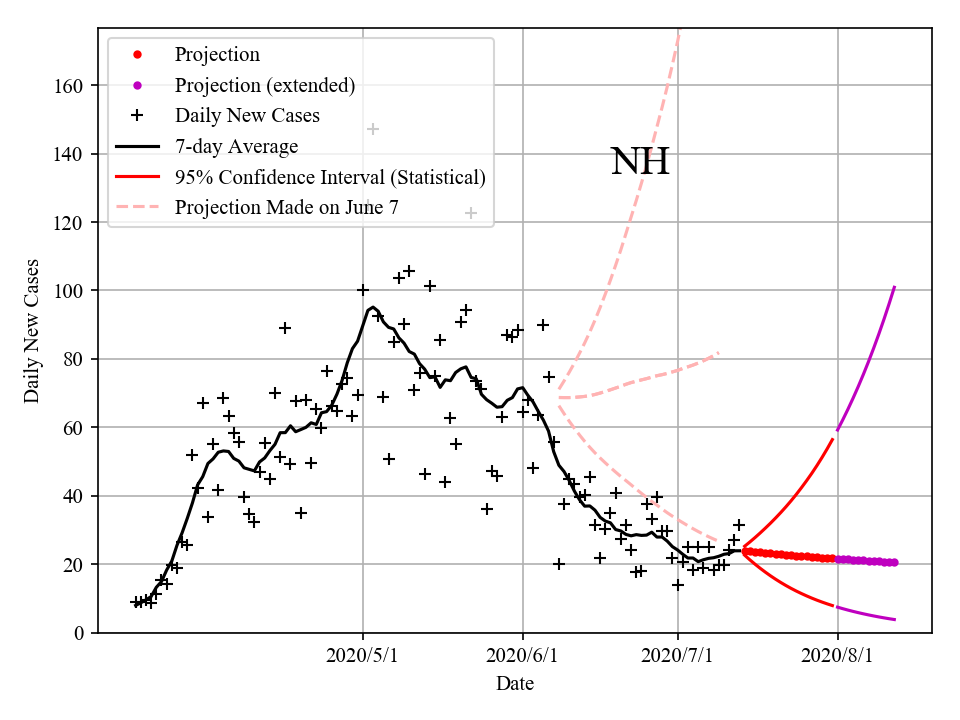 Projection
Projection (extended)
Daily New Cases
7-day Average
95% Confidence Interval (Statistical)
Projection Made on June 7
NH
Daily New Cases
160
140
120
100
80
60
40
20
0
2020/5/1
2020/6/1
2020/7/1
2020/8/1
Date